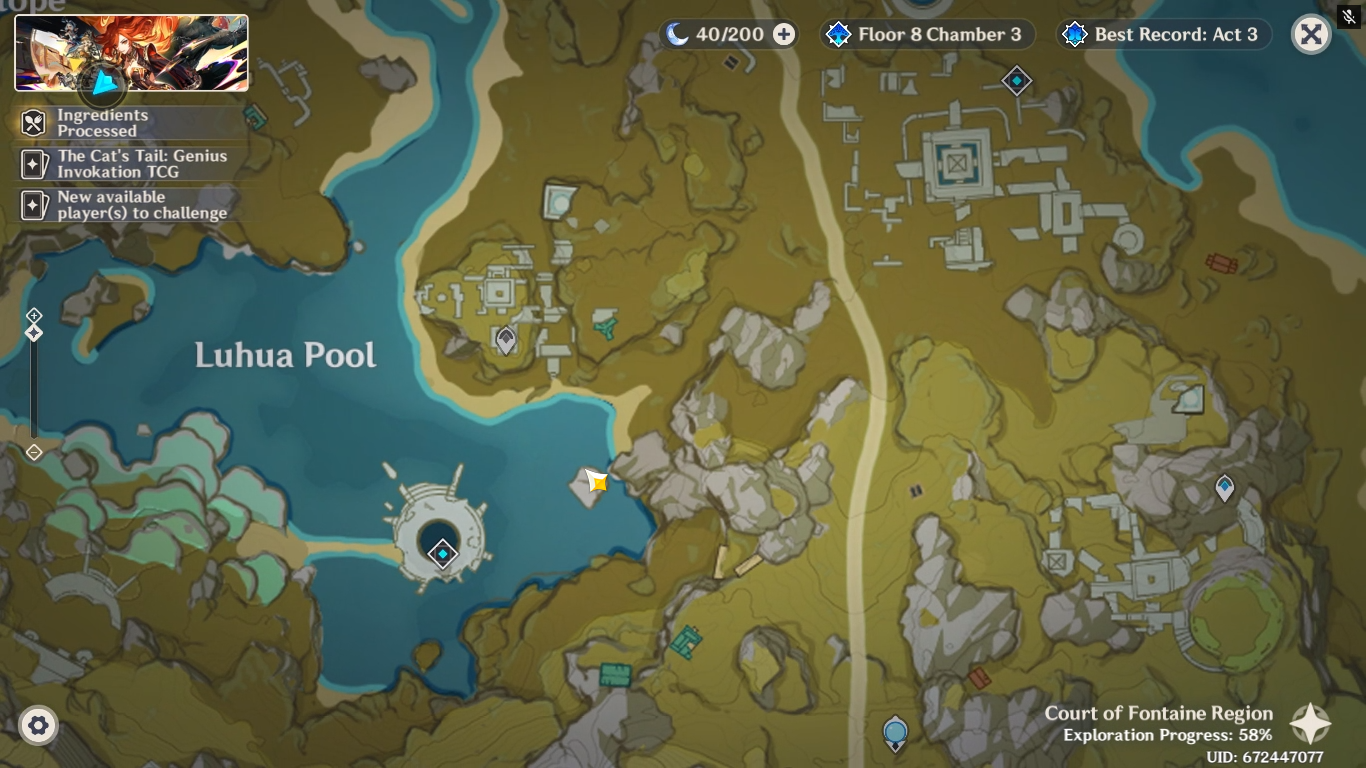 40/200
Floor 8 Chamber 3
Best Record: Act 3
Ingredients
Processed
The Cat's Tail: Genius
Invokation TCG
New available
player(s) to challenge
Luhua Pool
Court of Fontaine Region
Exploration Progress: 58%
UID: 672447077